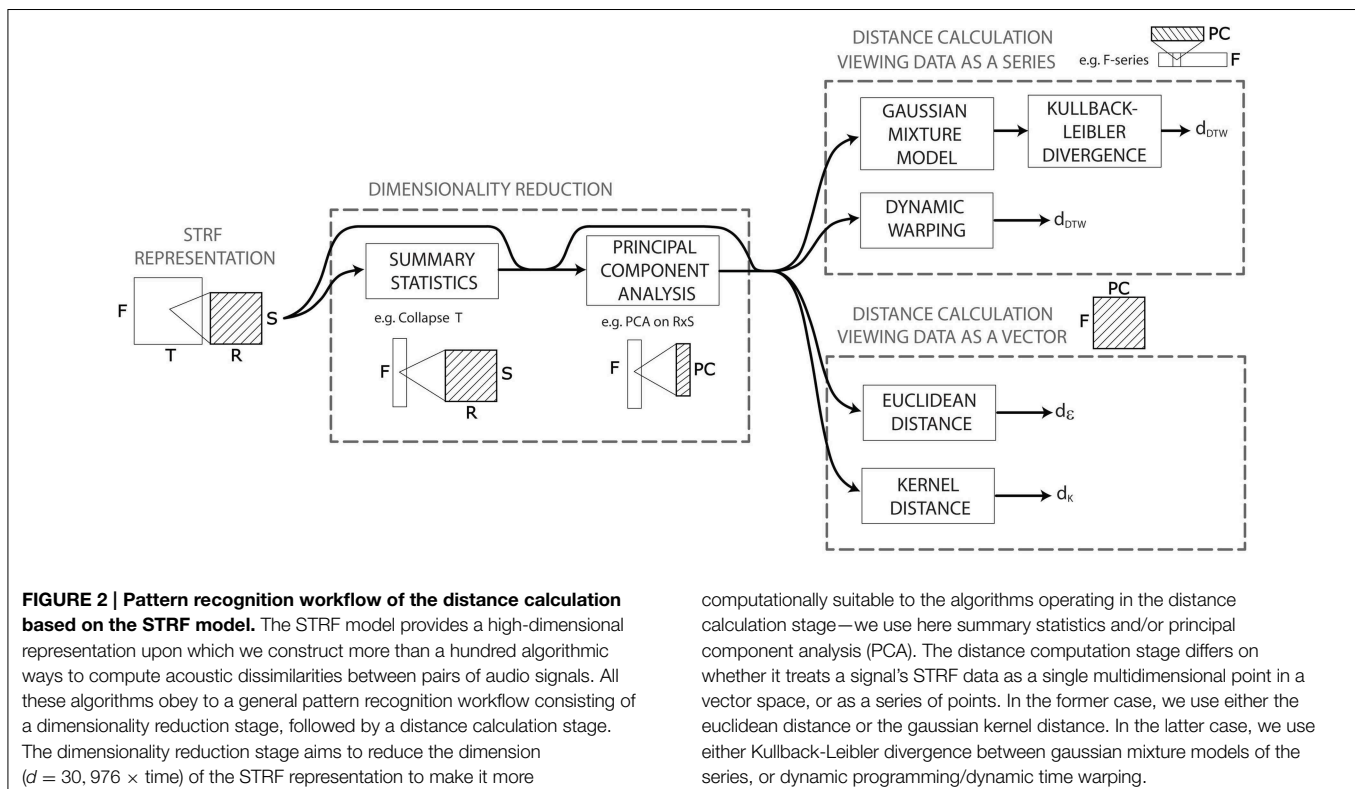 DISTANCE CALCULATION
VIEWING DATA AS A SERIES
e.g. F-series
PC
F
GAUSSIAN
MIXTURE
MODEL
KULLBACK-
LEIBLER
DIVERGENCE
dDTW
DYNAMIC
WARPING
dDTW
DIMENSIONALITY REDUCTION
STRF
REPRESENTATION
F
T
R
S
SUMMARY
STATISTICS
e.g. Collapse T
F
S
R
PRINCIPAL
COMPONENT
ANALYSIS
e.g. PCA on RxS
F
PC
DISTANCE CALCULATION
VIEWING DATA AS A VECTOR
PC
F
EUCLIDEAN
DISTANCE
dε
KERNEL
DISTANCE
dK
FIGURE 2 | Pattern recognition workflow of the distance calculation
based on the STRF model. The STRF model provides a high-dimensional
representation upon which we construct more than a hundred algorithmic
ways to compute acoustic dissimilarities between pairs of audio signals. All
these algorithms obey to a general pattern recognition workflow consisting of
a dimensionality reduction stage, followed by a distance calculation stage.
The dimensionality reduction stage aims to reduce the dimension
(d = 30, 976 × time) of the STRF representation to make it more
computationally suitable to the algorithms operating in the distance
calculation stage—we use here summary statistics and/or principal
component analysis (PCA). The distance computation stage differs on
whether it treats a signal's STRF data as a single multidimensional point in a
vector space, or as a series of points. In the former case, we use either the
euclidean distance or the gaussian kernel distance. In the latter case, we use
either Kullback-Leibler divergence between gaussian mixture models of the
series, or dynamic programming/dynamic time warping.